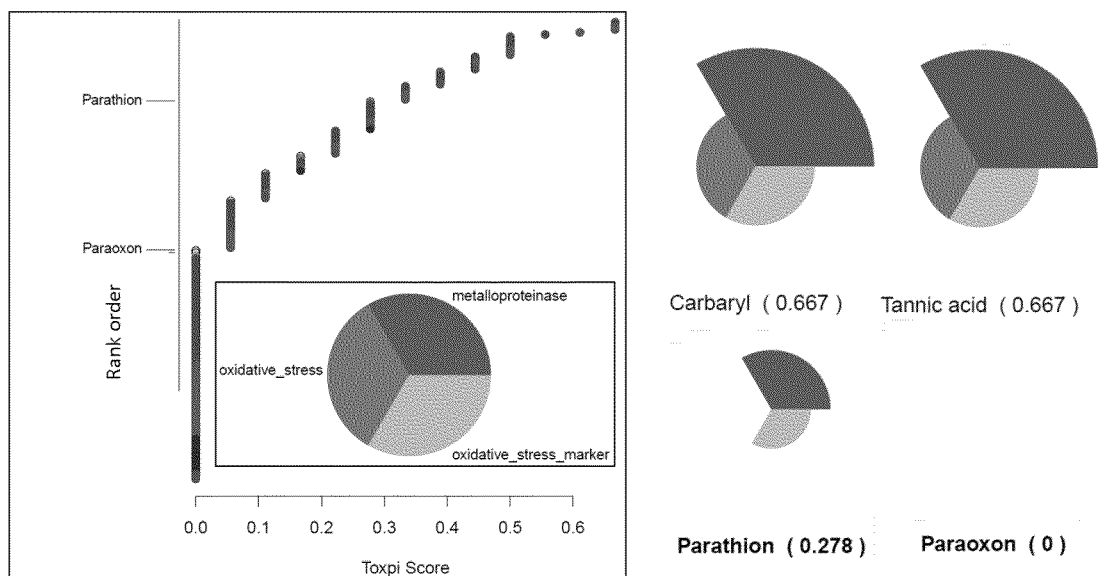 Parathion
Paraoxon
Rank order
metalloproteinase
oxidative_stress
oxidative_stress_marker
0.0 0.1 0.2 0.3 0.4 0.5 0.6
Toxpi Score
Carbaryl ( 0.667 ) Tannic acid ( 0.667 )
Parathion ( 0.278 ) Paraoxon ( 0 )